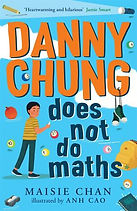 'Heartwarming and hilarious' Jamie Smart
DANNY
CHUNG
does
not do
maths
MAISIE CHAN
illustrated by ANH CAO